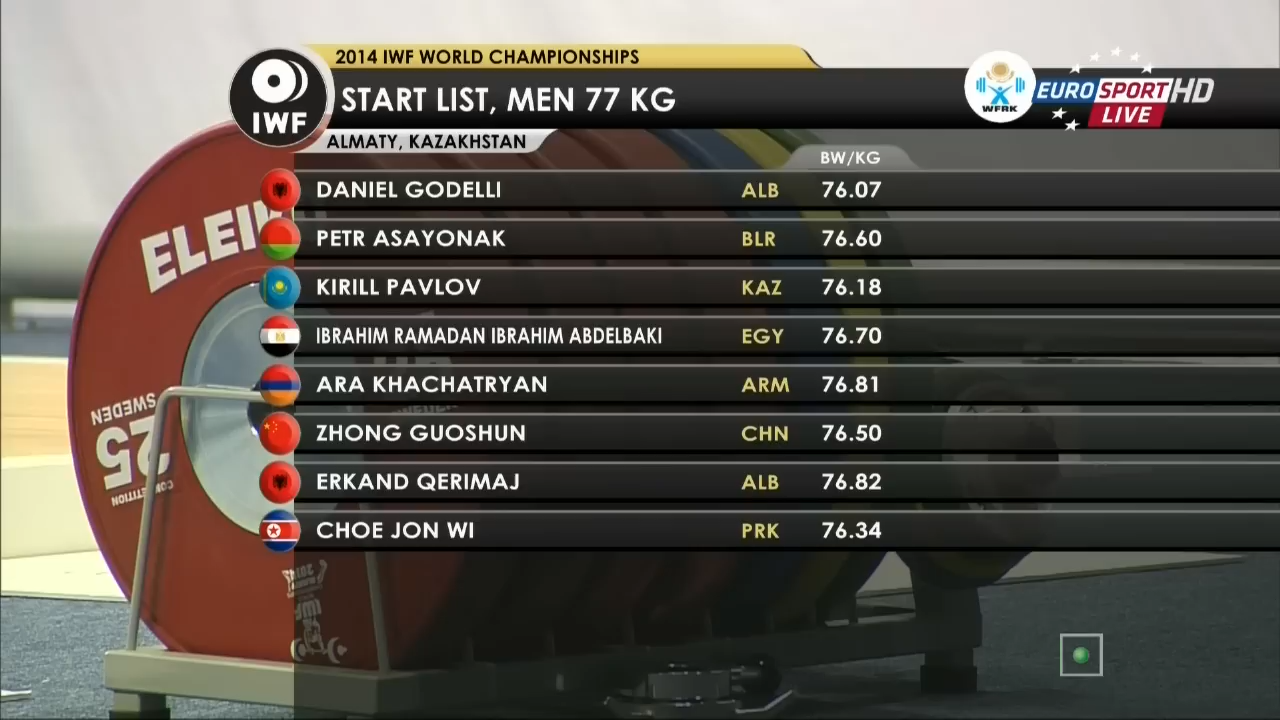 2014 IWF WORLD CHAMPIONSHIPS
IWF
START LIST, MEN 77 KG
WFRK
EUROSPORT HD
LIVE
ALMATY, KAZAKHSTAN
BW/KG
DANIEL GODELLI ALB 76.07
PETR ASAYONAK BLR 76.60
KIRILL PAVLOV KAZ 76.18
IBRAHIM RAMADAN IBRAHIM ABDELBAKI EGY 76.70
ARA KHACHATRYAN ARM 76.81
ZHONG GUOSHUN CHN 76.50
ERKAND QERIMAJ ALB 76.82
CHOE JON WI PRK 76.34
ELEIK
SWEDEN
25
COMPETITION
IWF